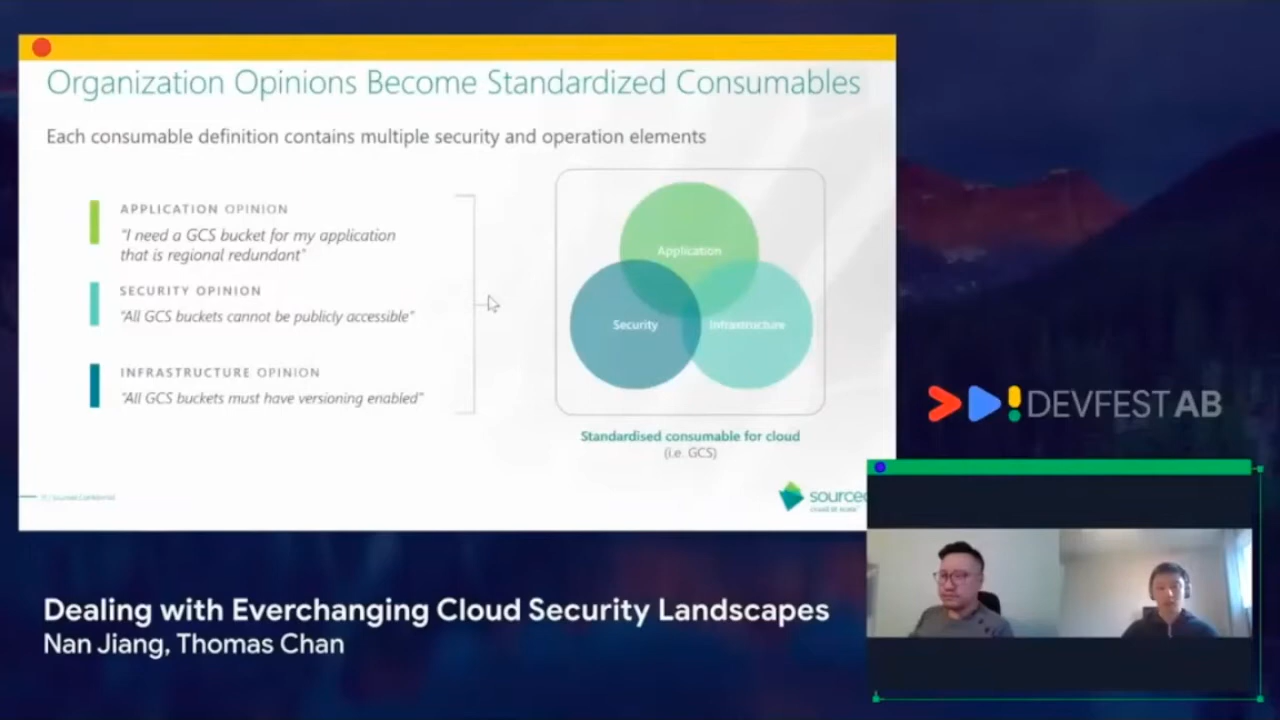 Organization Opinions Become Standardized Consumables
Each consumable definition contains multiple security and operation elements
APPLICATION OPINION
"I need a GCS bucket for my application
that is regional redundant"
SECURITY OPINION
"All GCS buckets cannot be publicly accessible"
INFRASTRUCTURE OPINION
"All GCS buckets must have versioning enabled"
Application
Security
Infrastructure
Standardised consumable for cloud
(i.e. GCS)
sourced
DEVFEST AB
Dealing with Everchanging Cloud Security Landscapes
Nan Jiang, Thomas Chan